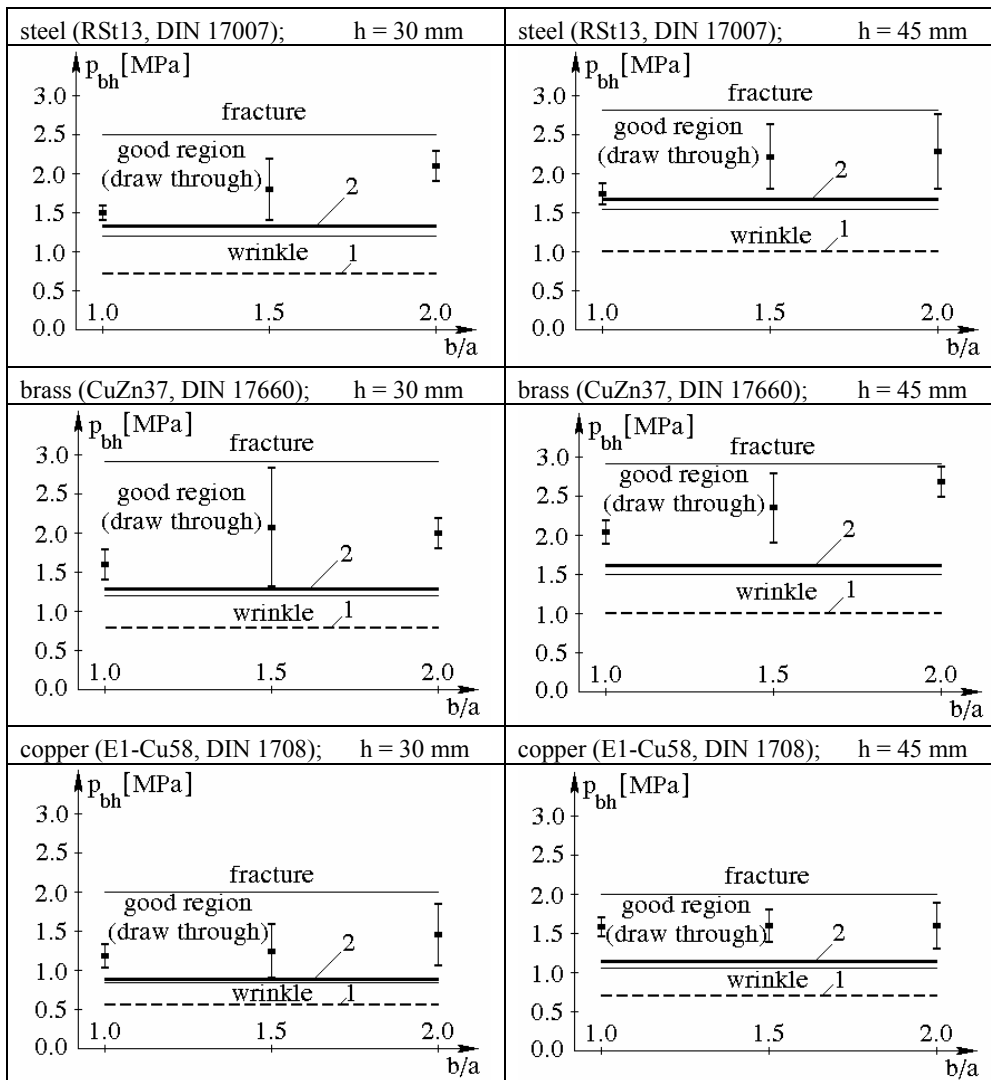 steel (RSt13, DIN 17007); h = 30 mm
p_bh [MPa]
3.0
fracture
2.5
good region
2.0
(draw through)
2
1.5
1.0
wrinkle
1
0.5
0.0
1.0 1.5 2.0
b/a
steel (RSt13, DIN 17007); h = 45 mm
p_bh [MPa]
3.0
fracture
2.5
good region
(draw through)
2.0
2
1.5
wrinkle
1
1.0
0.5
0.0
1.0 1.5 2.0
b/a
brass (CuZn37, DIN 17660); h = 30 mm
p_bh [MPa]
fracture
3.0
2.5
good region
(draw through)
2.0
2
1.5
1.0
wrinkle
1
0.5
0.0
1.0 1.5 2.0
b/a
brass (CuZn37, DIN 17660); h = 45 mm
p_bh [MPa]
fracture
3.0
good region
2.5
(draw through)
2.0
2
1.5
wrinkle
1
1.0
0.5
0.0
1.0 1.5 2.0
b/a
copper (E1-Cu58, DIN 1708); h = 30 mm
p_bh [MPa]
3.0
2.5
fracture
2.0
good region
(draw through)
1.5
2
1.0
wrinkle
1
0.5
0.0
1.0 1.5 2.0
b/a
copper (E1-Cu58, DIN 1708); h = 45 mm
p_bh [MPa]
3.0
2.5
fracture
2.0
good region
(draw through)
1.5
2
1.0
wrinkle
1
0.5
0.0
1.0 1.5 2.0
b/a